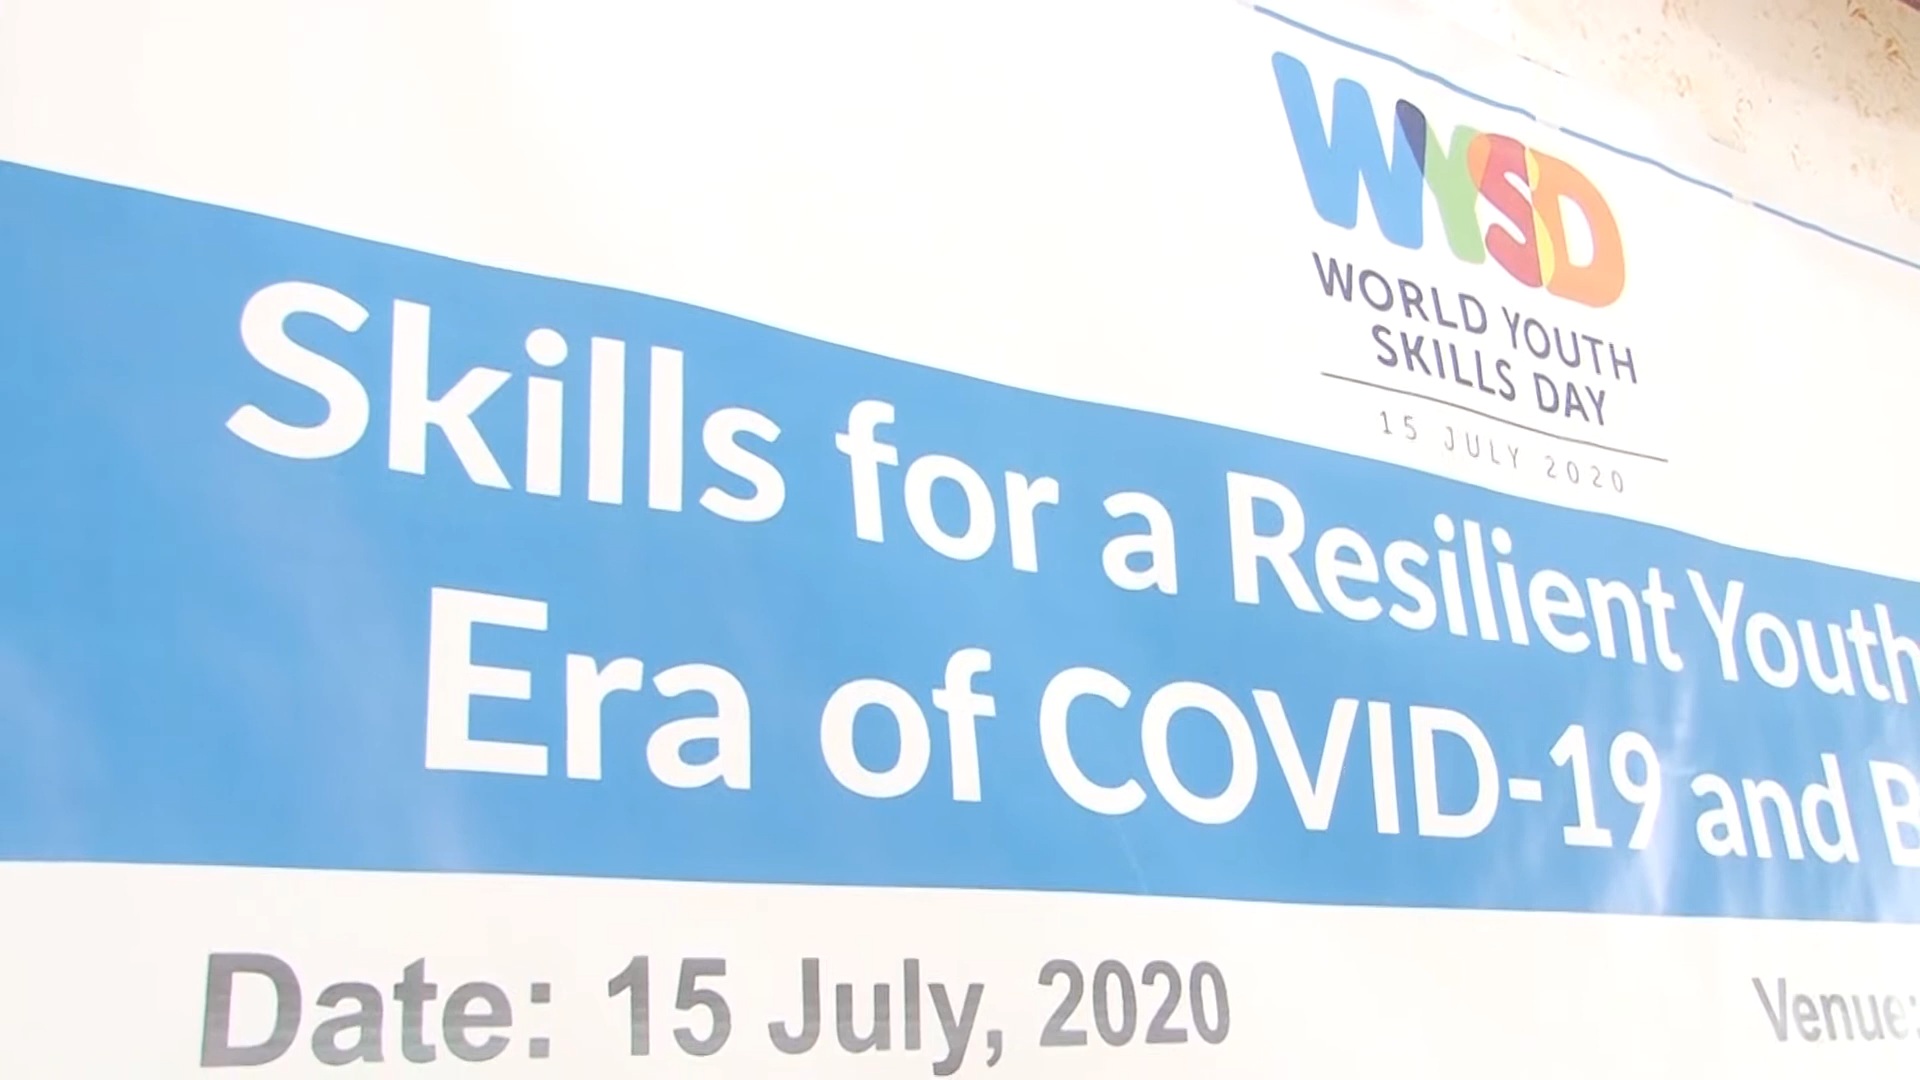 WYSD
WORLD YOUTH
SKILLS DAY
15 JULY 2020
Skills for a Resilient Youth
Era of COVID-19 and
Date: 15 July, 2020
Venue: